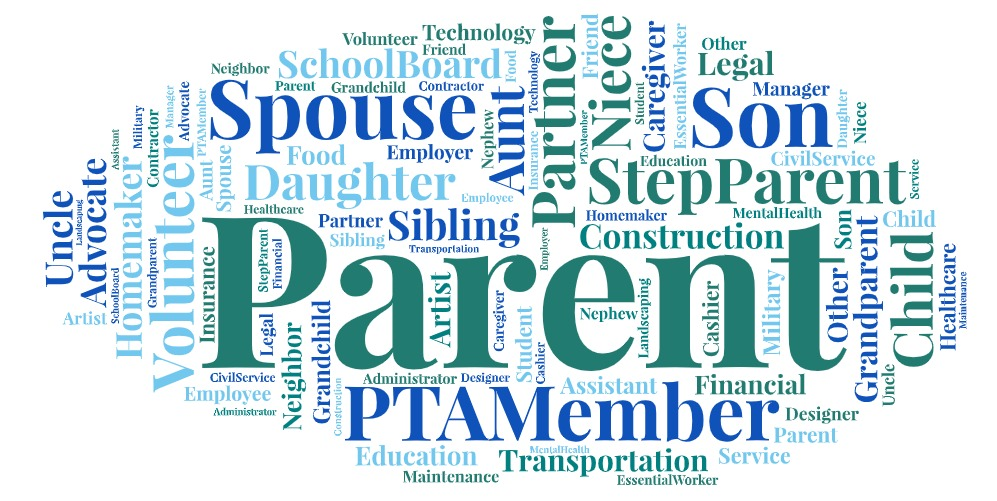 Volunteer
Technology
Friend
Neighbor
SchoolBoard
Food
Technology
Partner
Friend
Niece
Caregiver
EssentialWorker
Other
Legal
Parent
Grandchild
Contractor
Manager
Spouse
Aunt
Nephew
Student
Son
Daughter
Niece
Military
Manager
Advocate
PTAMember
Assistant
Contractor
Food
Employer
Insurance
PTAMember
Education
CivilService
Uncle
Landscaping
Advocate
Homemaker
Volunteer
Aunt
Spouse
Daughter
Employee
StepParent
Service
Healthcare
Partner
Sibling
Sibling
Transportation
Homemaker
MentalHealth
Son
Child
SchoolBoard
Grandparent
Insurance
StepParent
Financial
Parent
Employer
Construction
Other
Grandparent
Child
Healthcare
Maintenance
Artist
Legal
Neighbor
Grandchild
Artist
Caregiver
Student
Cashier
Nephew
Landscaping
Cashier
Military
Uncle
CivilService
Administrator
Designer
Employee
Assistant
Financial
Administrator
Construction
PTAMember
Designer
Parent
Education
MentalHealth
Transportation
Service
Maintenance
EssentialWorker